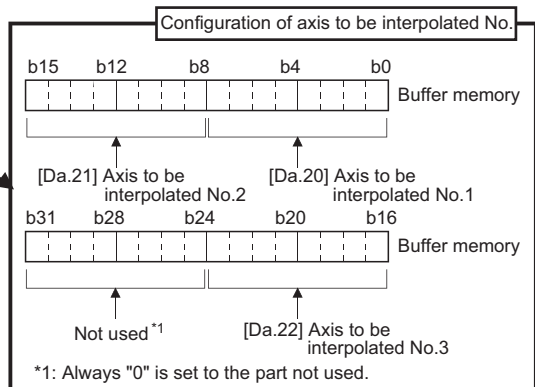 Configuration of axis to be interpolated No.
b15 b12 b8 b4 b0
Buffer memory
[Da.21] Axis to be interpolated No.2
[Da.20] Axis to be interpolated No.1
b31 b28 b24 b20 b16
Buffer memory
Not used *1
[Da.22] Axis to be interpolated No.3
*1: Always "0" is set to the part not used.